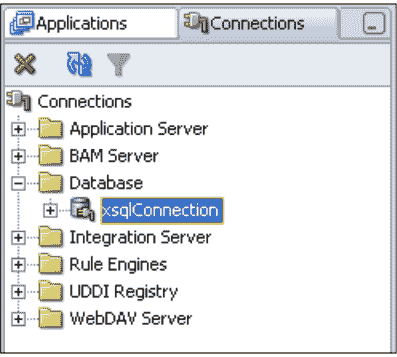 Applications Connections
Connections
Application Server
BAM Server
Database
xsqlConnection
Integration Server
Rule Engines
UDDI Registry
WebDAV Server